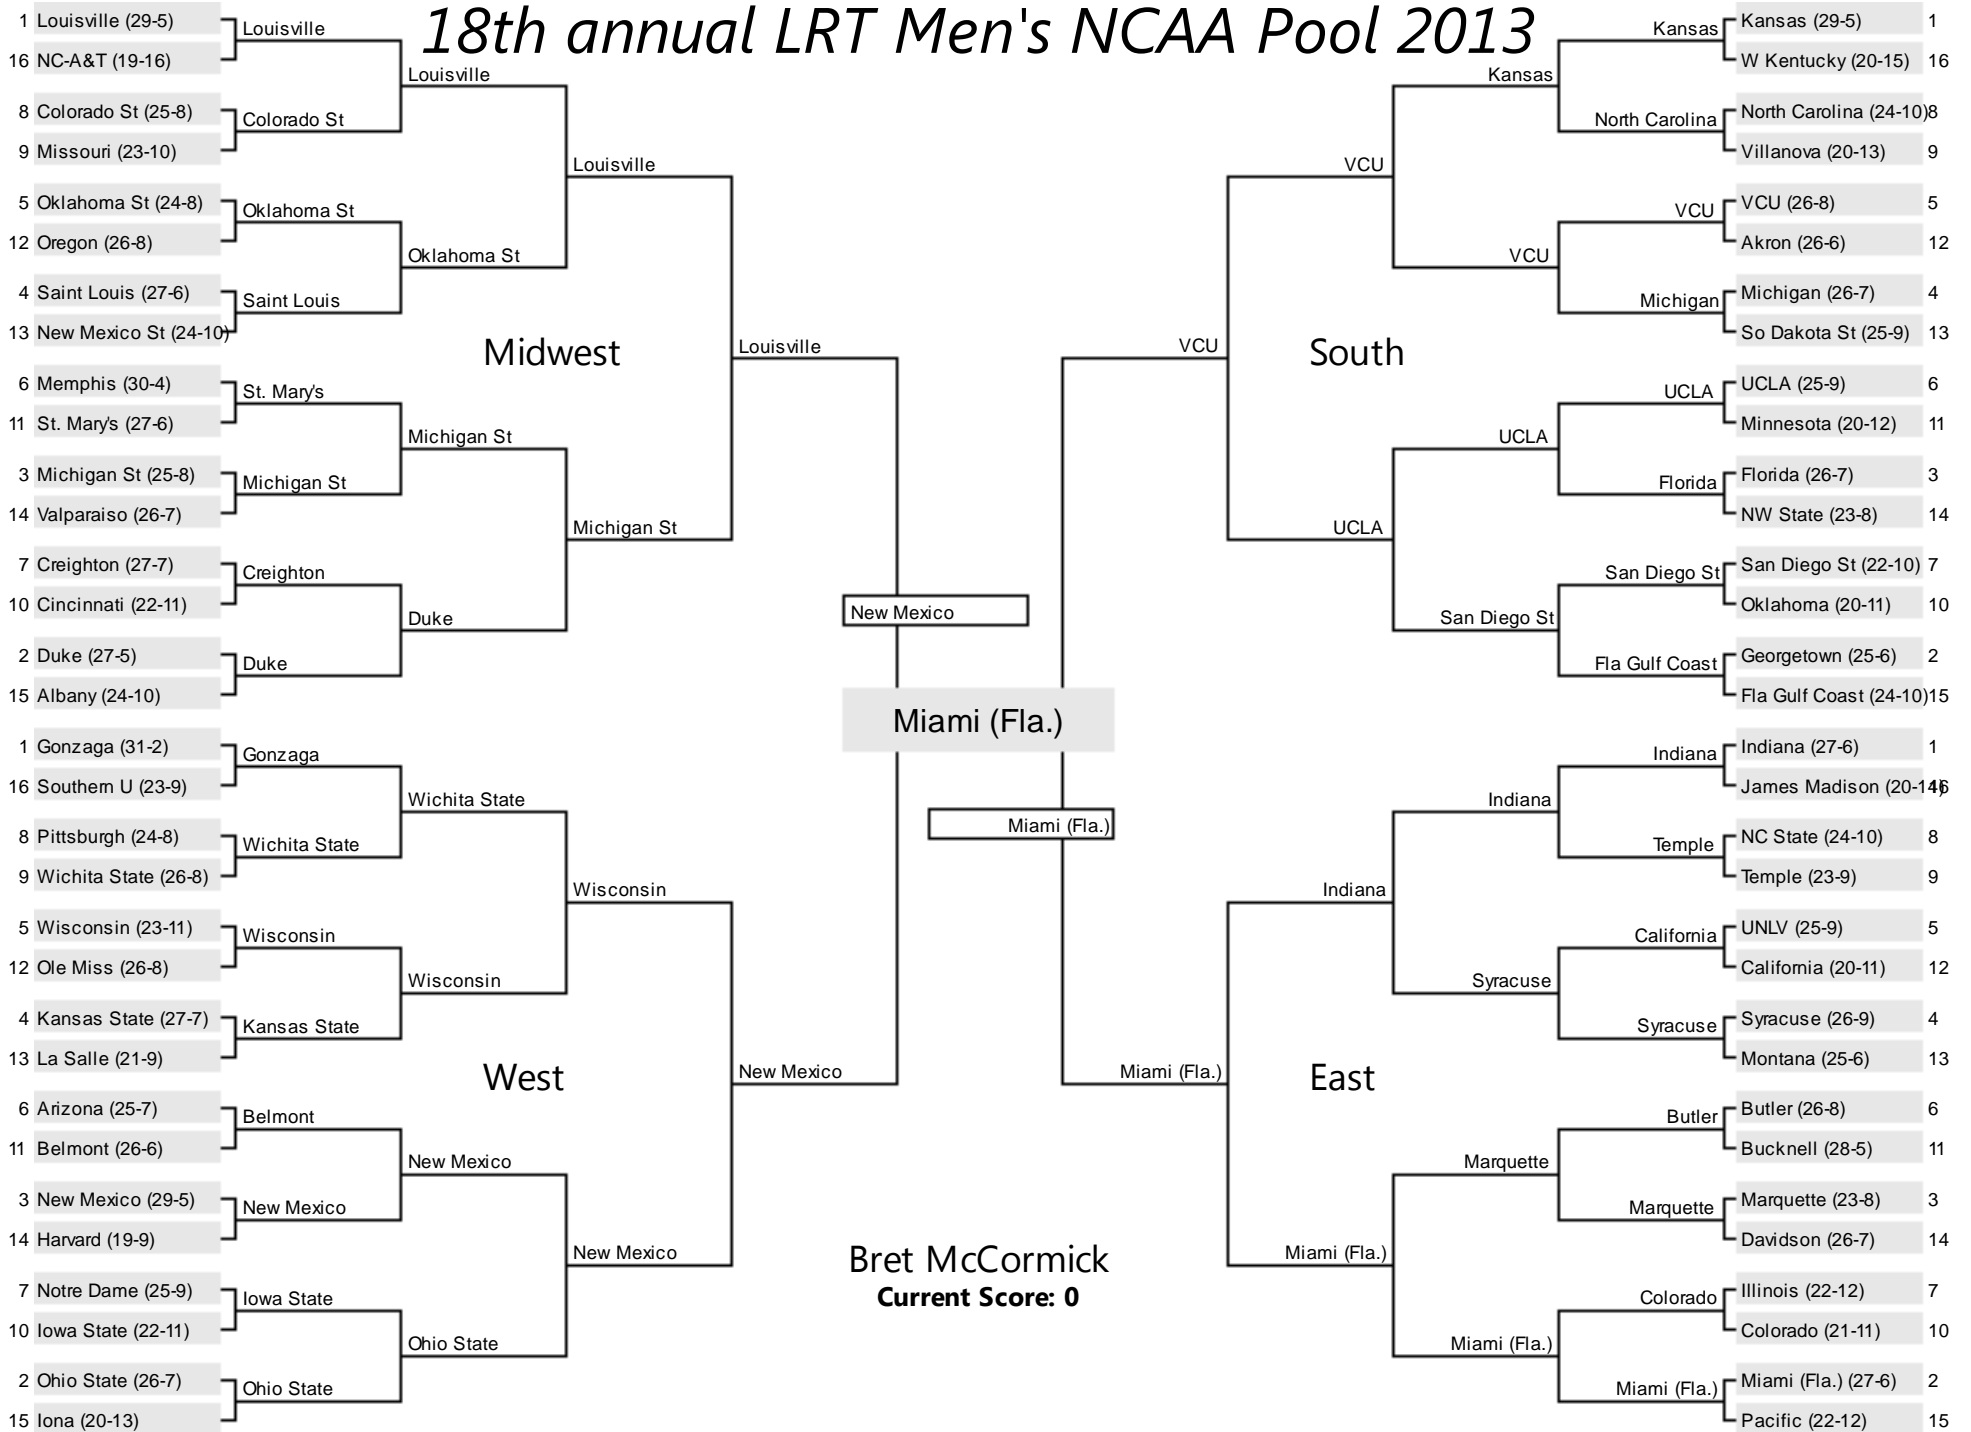 18th annual LRT Men's NCAA Pool 2013
1 Louisville (29-5)
16 NC-A&T (19-16)
8 Colorado St (25-8)
9 Missouri (23-10)
5 Oklahoma St (24-8)
12 Oregon (26-8)
4 Saint Louis (27-6)
13 New Mexico St (24-10)
6 Memphis (30-4)
11 St. Mary's (27-6)
3 Michigan St (25-8)
14 Valparaiso (26-7)
7 Creighton (27-7)
10 Cincinnati (22-11)
2 Duke (27-5)
15 Albany (24-10)
Louisville
Colorado St
Oklahoma St
Saint Louis
St. Mary's
Michigan St
Creighton
Duke
Louisville
Oklahoma St
Michigan St
Duke
Louisville
Michigan St
Midwest
Louisville
1 Gonzaga (31-2)
16 Southern U (23-9)
8 Pittsburgh (24-8)
9 Wichita State (26-8)
5 Wisconsin (23-11)
12 Ole Miss (26-8)
4 Kansas State (27-7)
13 La Salle (21-9)
6 Arizona (25-7)
11 Belmont (26-6)
3 New Mexico (29-5)
14 Harvard (19-9)
7 Notre Dame (25-9)
10 Iowa State (22-11)
2 Ohio State (26-7)
15 Iona (20-13)
Gonzaga
Wichita State
Wisconsin
Kansas State
Belmont
New Mexico
Iowa State
Ohio State
Wichita State
Wisconsin
New Mexico
Ohio State
Wisconsin
New Mexico
West
New Mexico
New Mexico
Miami (Fla.)
Miami (Fla.)
Bret McCormick
Current Score: 0
Kansas (29-5) 1
W Kentucky (20-15) 16
North Carolina (24-10) 8
Villanova (20-13) 9
VCU (26-8) 5
Akron (26-6) 12
Michigan (26-7) 4
So Dakota St (25-9) 13
UCLA (25-9) 6
Minnesota (20-12) 11
Florida (26-7) 3
NW State (23-8) 14
San Diego St (22-10) 7
Oklahoma (20-11) 10
Georgetown (25-6) 2
Fla Gulf Coast (24-10) 15
Kansas
North Carolina
VCU
Michigan
UCLA
Florida
San Diego St
Fla Gulf Coast
Kansas
VCU
UCLA
San Diego St
VCU
UCLA
South
VCU
Indiana (27-6) 1
James Madison (20-14) 16
NC State (24-10) 8
Temple (23-9) 9
UNLV (25-9) 5
California (20-11) 12
Syracuse (26-9) 4
Montana (25-6) 13
Butler (26-8) 6
Bucknell (28-5) 11
Marquette (23-8) 3
Davidson (26-7) 14
Illinois (22-12) 7
Colorado (21-11) 10
Miami (Fla.) (27-6) 2
Pacific (22-12) 15
Indiana
Temple
California
Syracuse
Butler
Marquette
Colorado
Miami (Fla.)
Indiana
Syracuse
Marquette
Miami (Fla.)
Indiana
Miami (Fla.)
East
Miami (Fla.)